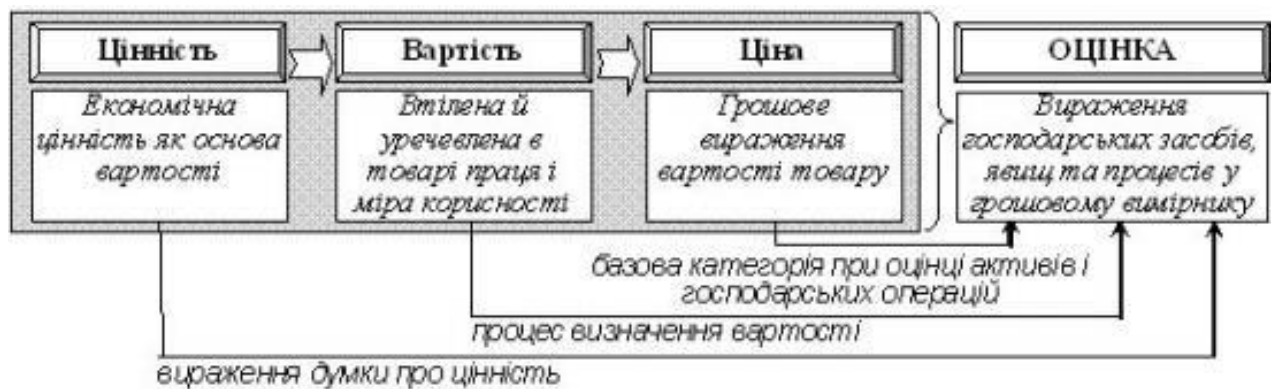 Цінність
Вартість
Ціна
ОЦІНКА
Економічна
цінність як основа
вартості
Втілена й
уречевлена в
товарі праця і
міра корисності
Грошове
вираження
вартості товару
Вираження
господарських засобів,
явищ та процесів у
грошовому вимірнику
базова категорія при оцінці активів і
господарських операцій
процес визначення вартості
вираження думки про цінність